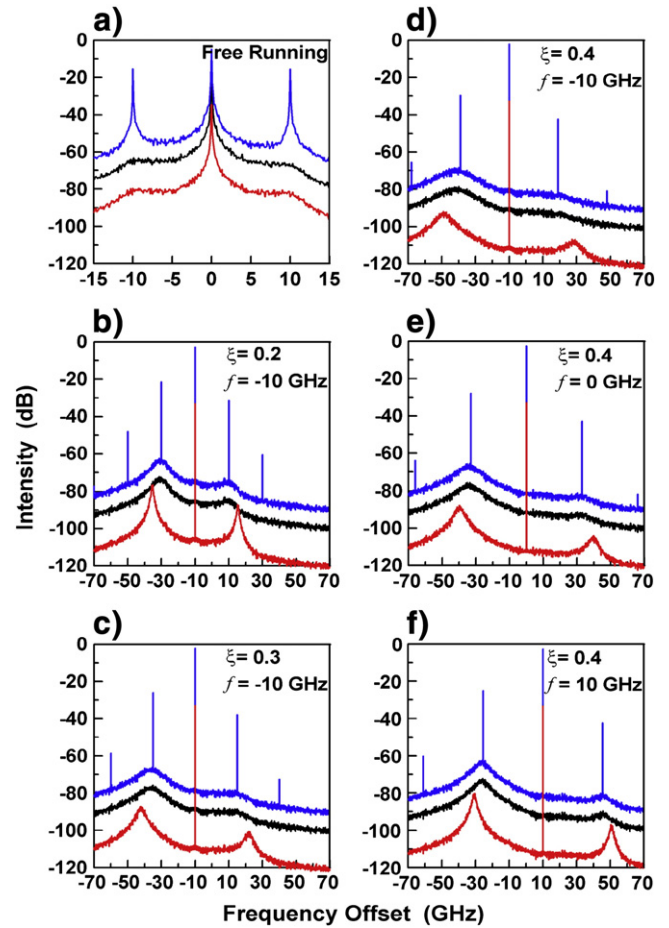 a)
Free Running
0
-20
-40
-60
-80
-100
-120
-15 -10 -5 0 5 10 15
d)
ξ = 0.4
f = -10 GHz
0
-20
-40
-60
-80
-100
-120
-70 -50 -30 -10 10 30 50 70
b)
ξ = 0.2
f = -10 GHz
0
-20
-40
-60
-80
-100
-120
-70 -50 -30 -10 10 30 50 70
e)
ξ = 0.4
f = 0 GHz
0
-20
-40
-60
-80
-100
-120
-70 -50 -30 -10 10 30 50 70
c)
ξ = 0.3
f = -10 GHz
0
-20
-40
-60
-80
-100
-120
-70 -50 -30 -10 10 30 50 70
f)
ξ = 0.4
f = 10 GHz
0
-20
-40
-60
-80
-100
-120
-70 -50 -30 -10 10 30 50 70
Intensity (dB)
Frequency Offset (GHz)